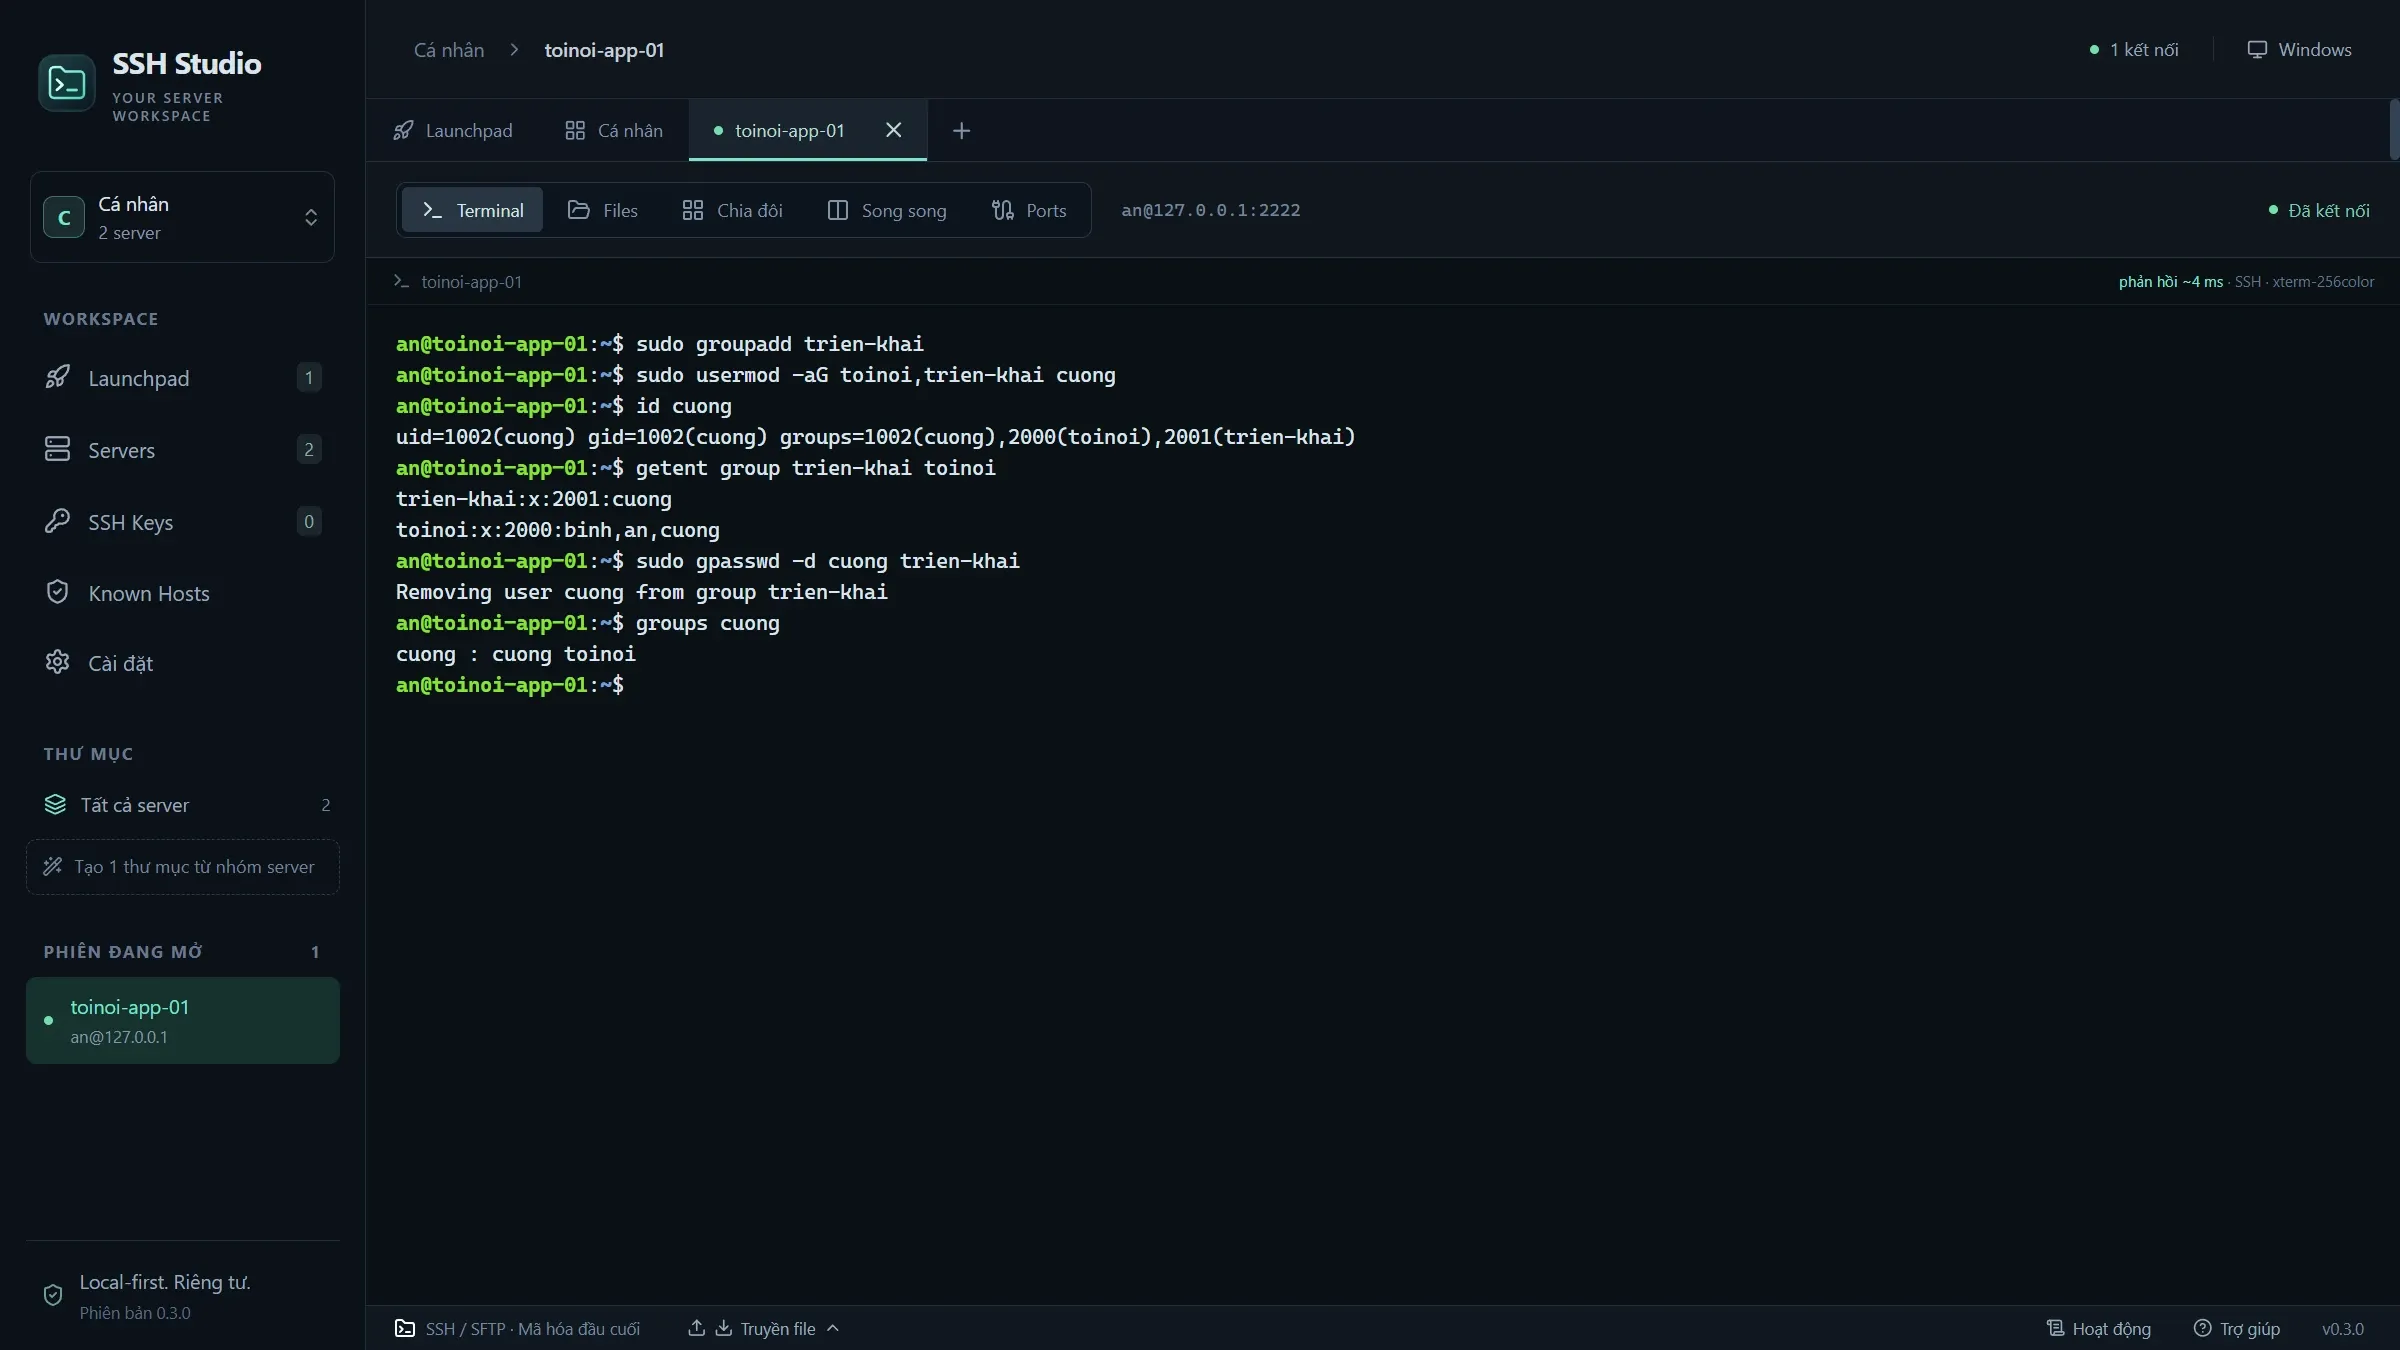 SSH Studio
YOUR SERVER
WORKSPACE
C
Cá nhân
2 server
WORKSPACE
Launchpad 1
Servers 2
SSH Keys 0
Known Hosts
Cài đặt
THƯ MỤC
Tất cả server 2
Tạo 1 thư mục từ nhóm server
PHIÊN ĐANG MỞ 1
toinoi-app-01
an@127.0.0.1
Local-first. Riêng tư.
Phiên bản 0.3.0
Cá nhân > toinoi-app-01
1 kết nối
Windows
Launchpad
Cá nhân
toinoi-app-01
Terminal
Files
Chia đôi
Song song
Ports
an@127.0.0.1:2222
Đã kết nối
toinoi-app-01
phản hồi ~4 ms · SSH · xterm-256color
an@toinoi-app-01:~$ sudo groupadd trien-khai
an@toinoi-app-01:~$ sudo usermod -aG toinoi,trien-khai cuong
an@toinoi-app-01:~$ id cuong
uid=1002(cuong) gid=1002(cuong) groups=1002(cuong),2000(toinoi),2001(trien-khai)
an@toinoi-app-01:~$ getent group trien-khai toinoi
trien-khai:x:2001:cuong
toinoi:x:2000:binh,an,cuong
an@toinoi-app-01:~$ sudo gpasswd -d cuong trien-khai
Removing user cuong from group trien-khai
an@toinoi-app-01:~$ groups cuong
cuong : cuong toinoi
an@toinoi-app-01:~$
SSH / SFTP · Mã hóa đầu cuối
Truyền file
Hoạt động
Trợ giúp
v0.3.0